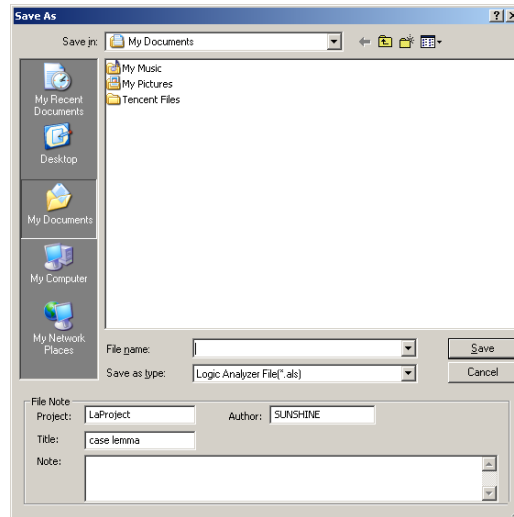 Save As
Save in: My Documents
My Recent Documents
Desktop
My Documents
My Computer
My Network Places
My Music
My Pictures
Tencent Files
File name: Save
Save as type: Logic Analyzer File(*.als) Cancel
File Note
Project: LaProject Author: SUNSHINE
Title: case lemma
Note: